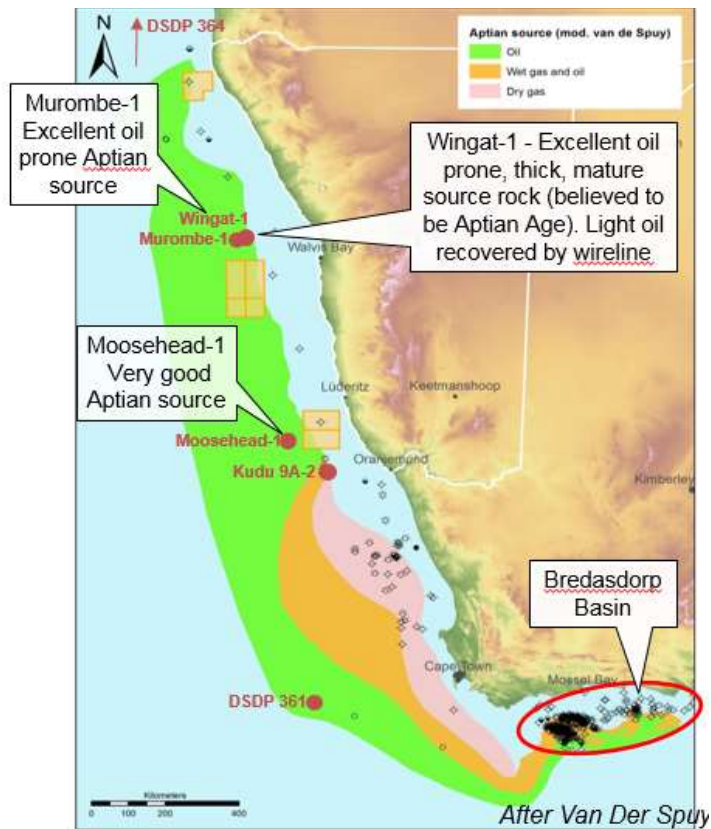 N
DSDP 364
Aptian source (mod. van de Spuy)
Oil
Wet gas and oil
Dry gas
Murombe-1
Excellent oil
prone Aptian
source
Wingat-1 - Excellent oil
prone, thick, mature
source rock (believed to
be Aptian Age). Light oil
recovered by wireline
Wingat-1
Murombe-1
Walvin Bay
Moosehead-1
Very good
Aptian source
Lüderitz
Keetmanshoop
Moosehead-1
Kudu 9A-2
Oranjemund
Kimberley
Bredasdorp
Basin
Cape Town
Mossel Bay
DSDP 361
Kilometers
0 200 400
After Van Der Spuy